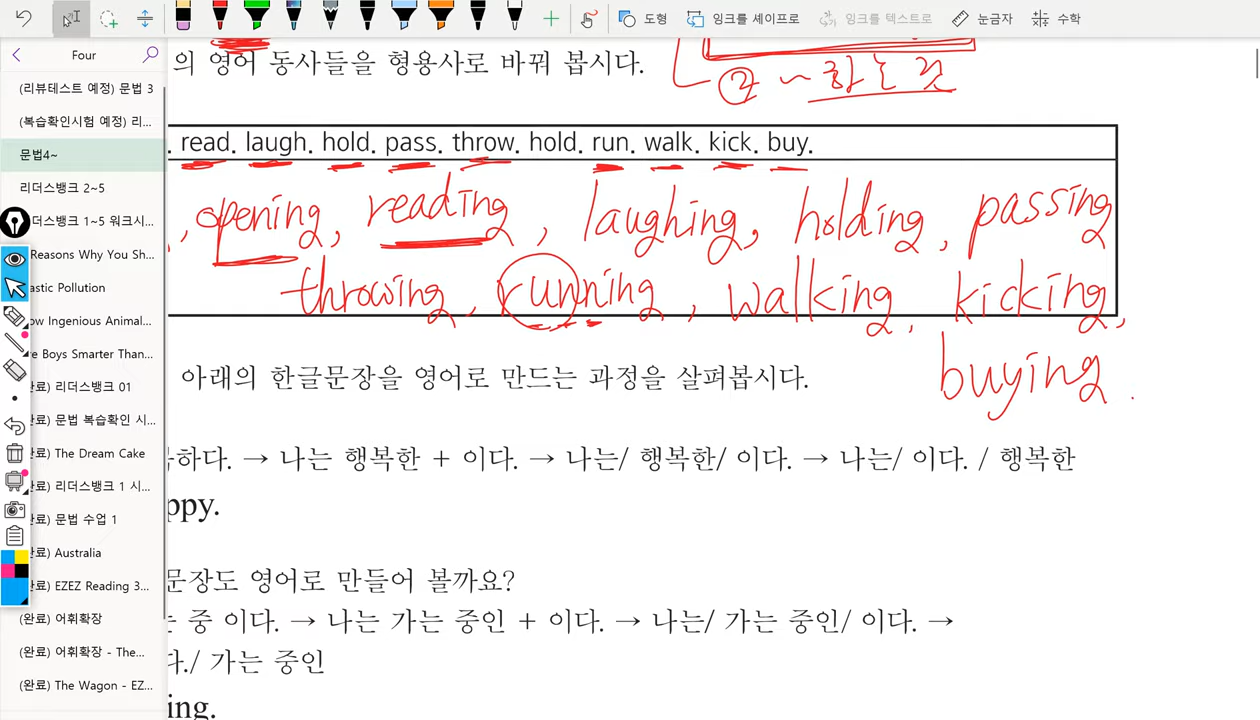 도형
잉크를 셰이프로
잉크를 텍스트로
눈금자
수학
Four
(리뷰테스트 예정) 문법 3
(복습확인시험 예정) 리...
문법4~
리더스뱅크 2~5
더스뱅크 1~5 워크시
Reasons Why You Sh
astic Pollution
ow Ingenious Animal..
re Boys Smarter Than...
완료) 리더스뱅크 01
완료) 문법 복습확인 시...
완료) The Dream Cake
완료) 리더스뱅크 1 시...
완료) 문법 수업 1
완료) Australia
완료) EZEZ Reading 3...
(완료) 어휘확장
(완료) 어휘확장 - The...
(완료) The Wagon - EZ...
의 영어 동사들을 형용사로 바꿔 봅시다.
② ~ 하는 것
. read. laugh. hold. pass. throw. hold. run. walk. kick. buy.
, opening, reading, laughing, holding, passing
throwing, running, walking, kicking,
buying.
아래의 한글문장을 영어로 만드는 과정을 살펴봅시다.
하다. → 나는 행복한 + 이다. → 나는/ 행복한/ 이다. → 나는/ 이다. / 행복한
ppy.
문장도 영어로 만들어 볼까요?
는 중 이다. → 나는 가는 중인 + 이다. → 나는/ 가는 중인/ 이다. →
다./ 가는 중인
ing.